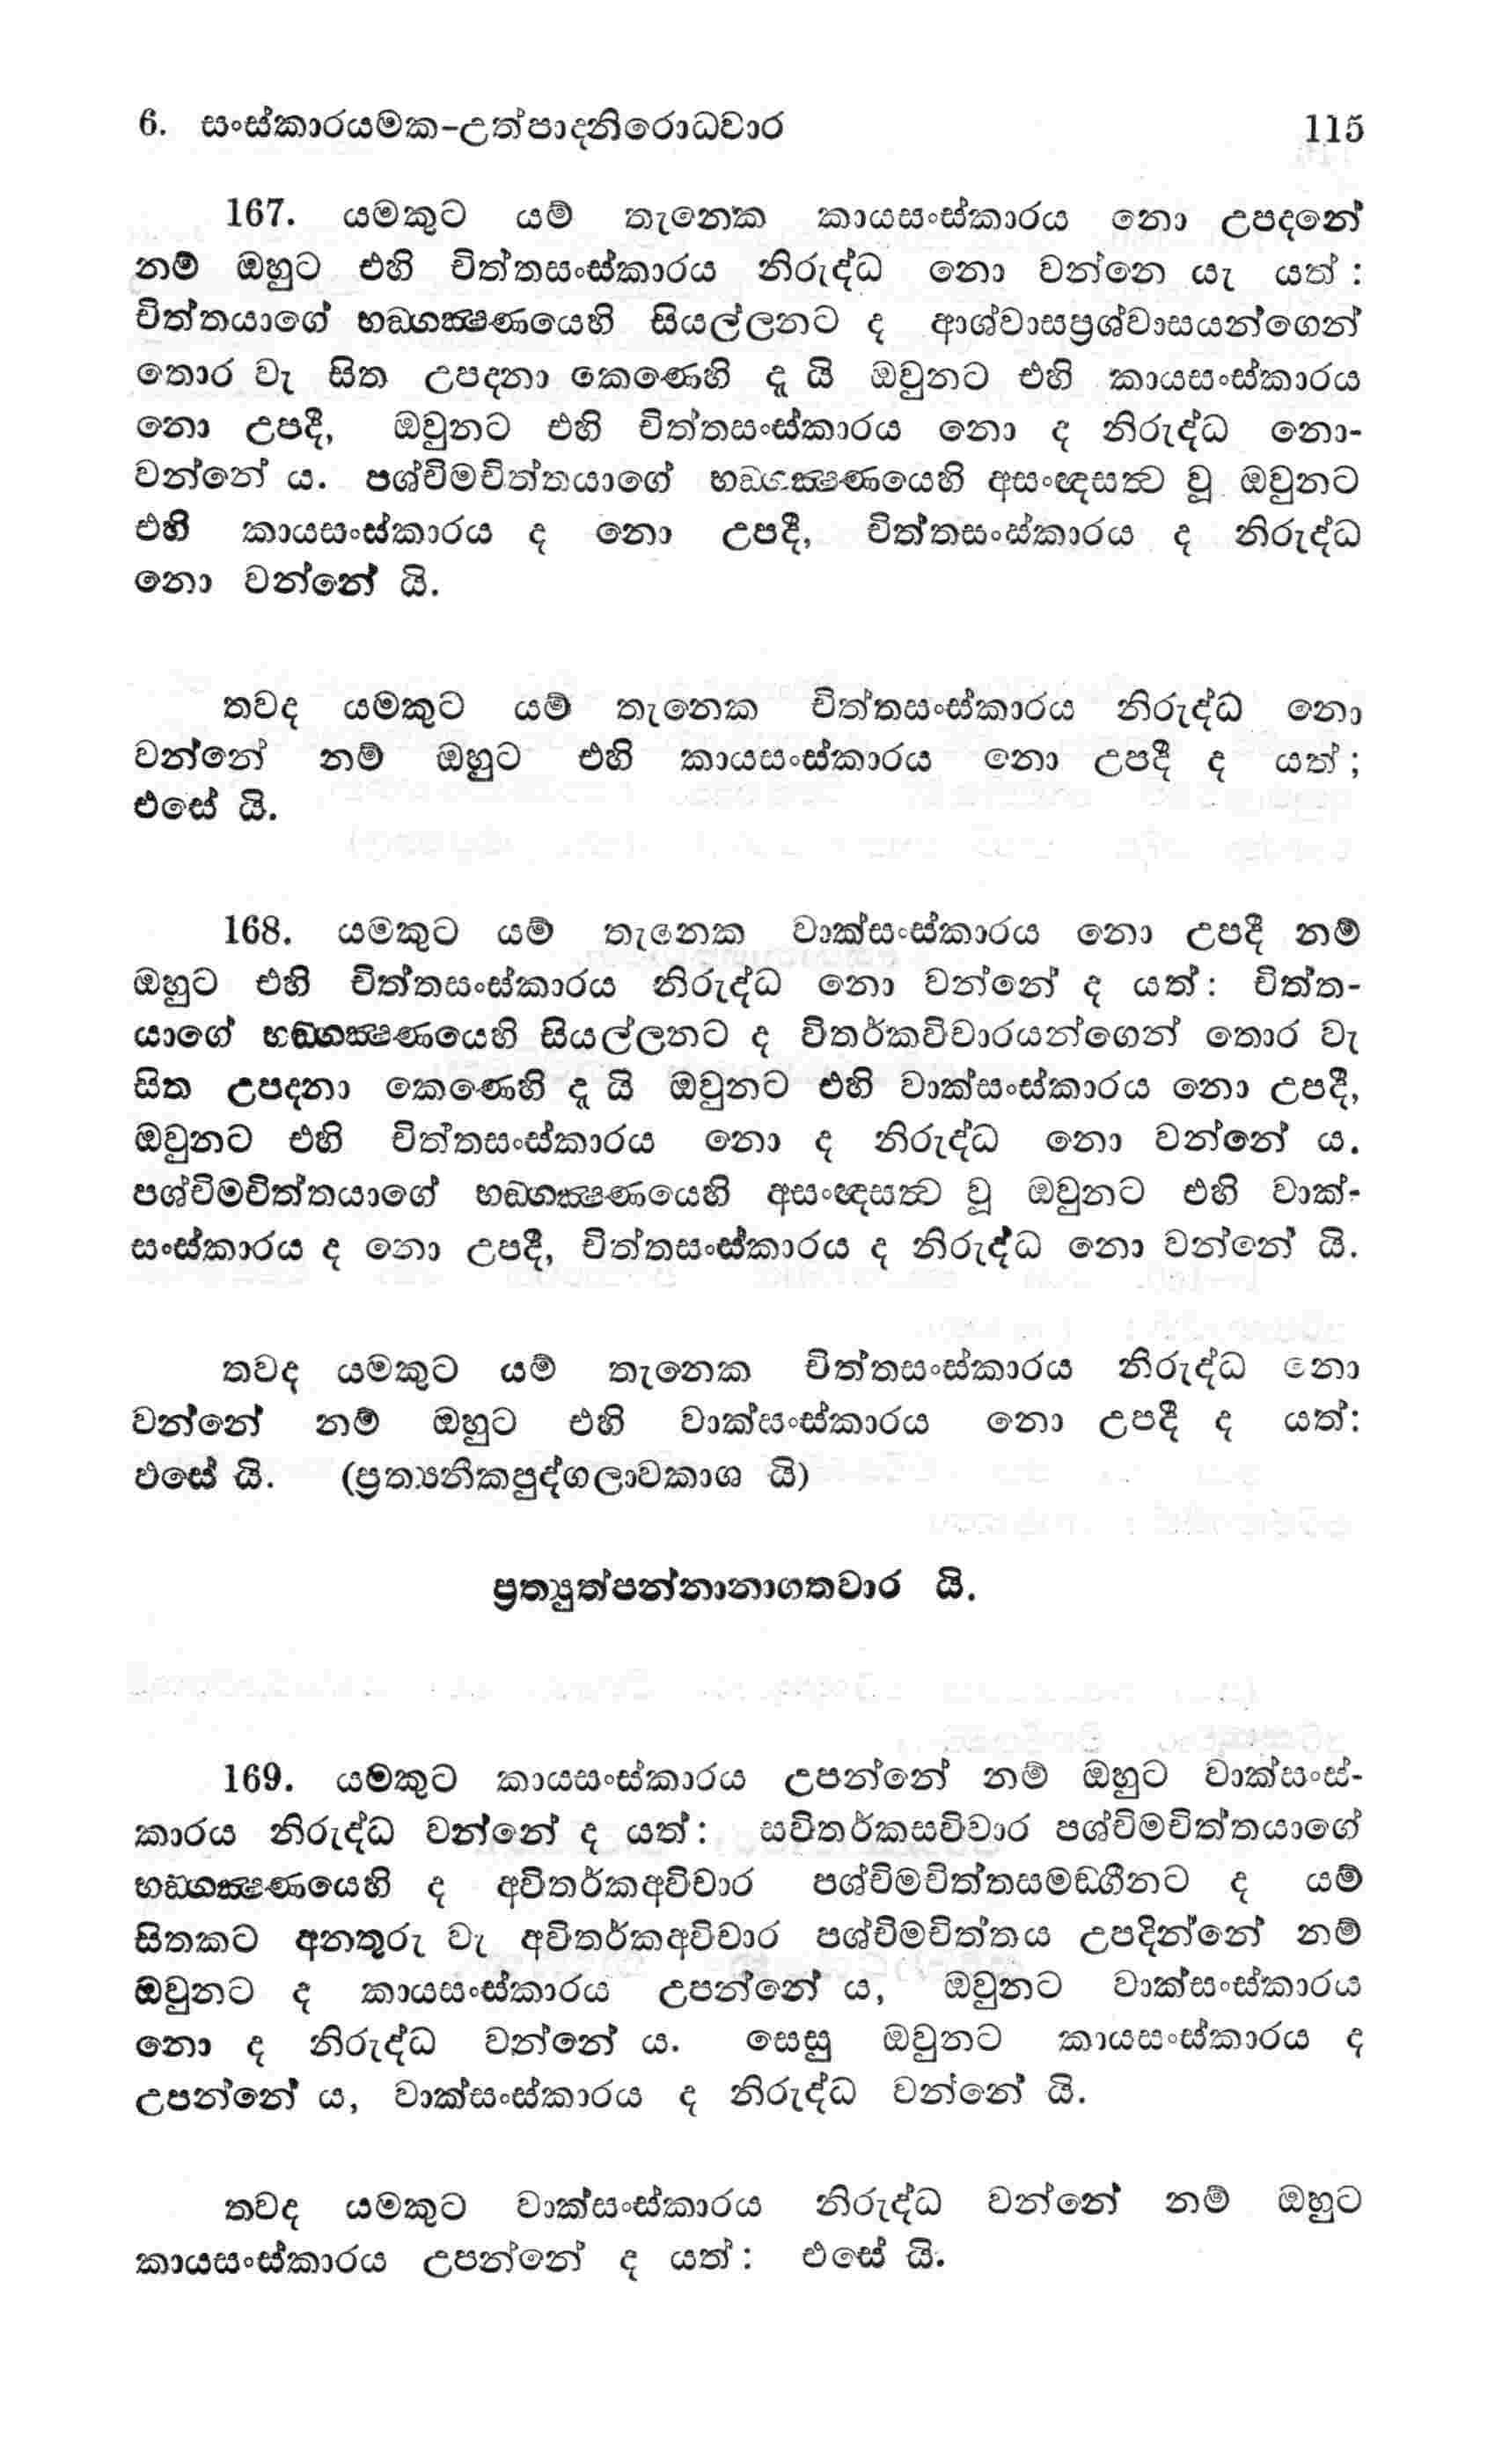 6. සංස්කාරයමක-උත්පාදනිරොධවාර 115
167. යමකුට යම් තැනෙක කායසංස්කාරය නො උපදනේ
නම් ඔහුට එහි චිත්තසංස්කාරය නිරුද්ධ නො වන්නෙ යැ යත් :
චිත්තයාගේ භඞ්ගක්‍ෂණයෙහි සියල්ලනට ද ආශ්වාසප්‍රශ්වාසයන්ගෙන්
තොර වැ සිත උපදනා කෙණෙහි දැ යි ඔවුනට එහි කායසංස්කාරය
නො උපදී, ඔවුනට එහි චිත්තසංස්කාරය නො ද නිරුද්ධ නො-
වන්නේ ය. පශ්චිමචිත්තයාගේ භඞ්ගක්‍ෂණයෙහි අසංඥසත්‍ව වූ ඔවුනට
එහි කායසංස්කාරය ද නො උපදී, චිත්තසංස්කාරය ද නිරුද්ධ
නො වන්නේ යි.
තවද යමකුට යම් තැනෙක චිත්තසංස්කාරය නිරුද්ධ නො
වන්නේ නම් ඔහුට එහි කායසංස්කාරය නො උපදී ද යත් ;
එසේ යි.
168. යමකුට යම් තැනෙක වාක්සංස්කාරය නො උපදී නම්
ඔහුට එහි චිත්තසංස්කාරය නිරුද්ධ නො වන්නේ ද යත් : චිත්ත-
යාගේ භඞ්ගක්‍ෂණයෙහි සියල්ලනට ද විතර්කවිචාරයන්ගෙන් තොර වැ
සිත උපදනා කෙණෙහි දැ යි ඔවුනට එහි වාක්සංස්කාරය නො උපදී,
ඔවුනට එහි චිත්තසංස්කාරය නො ද නිරුද්ධ නො වන්නේ ය.
පශ්චිමචිත්තයාගේ භඞ්ගක්‍ෂණයෙහි අසංඥසත්‍ව වූ ඔවුනට එහි වාක්-
සංස්කාරය ද නො උපදී, චිත්තසංස්කාරය ද නිරුද්ධ නො වන්නේ යි.
තවද යමකුට යම් තැනෙක චිත්තසංස්කාරය නිරුද්ධ නො
වන්නේ නම් ඔහුට එහි වාක්සංස්කාරය නො උපදී ද යත්:
එසේ යි. (ප්‍රත්‍යනීකපුද්ගලාවකාශ යි)
ප්‍රත්‍යුත්පන්නානාගතවාර යි.
169. යමකුට කායසංස්කාරය උපන්නේ නම් ඔහුට වාක්සංස්-
කාරය නිරුද්ධ වන්නේ ද යත් : සවිතර්කසවිචාර පශ්චිමචිත්තයාගේ
භඞ්ගක්‍ෂණයෙහි ද අවිතර්කඅවිචාර පශ්චිමචිත්තසමඞ්ගීනට ද යම්
සිතකට අනතුරු වැ අවිතර්කඅවිචාර පශ්චිමචිත්තය උපදින්නේ නම්
ඔවුනට ද කායසංස්කාරය උපන්නේ ය, ඔවුනට වාක්සංස්කාරය
නො ද නිරුද්ධ වන්නේ ය. සෙසු ඔවුනට කායසංස්කාරය ද
උපන්නේ ය, වාක්සංස්කාරය ද නිරුද්ධ වන්නේ යි.
තවද යමකුට වාක්සංස්කාරය නිරුද්ධ වන්නේ නම් ඔහුට
කායසංස්කාරය උපන්නේ ද යත් : එසේ යි.